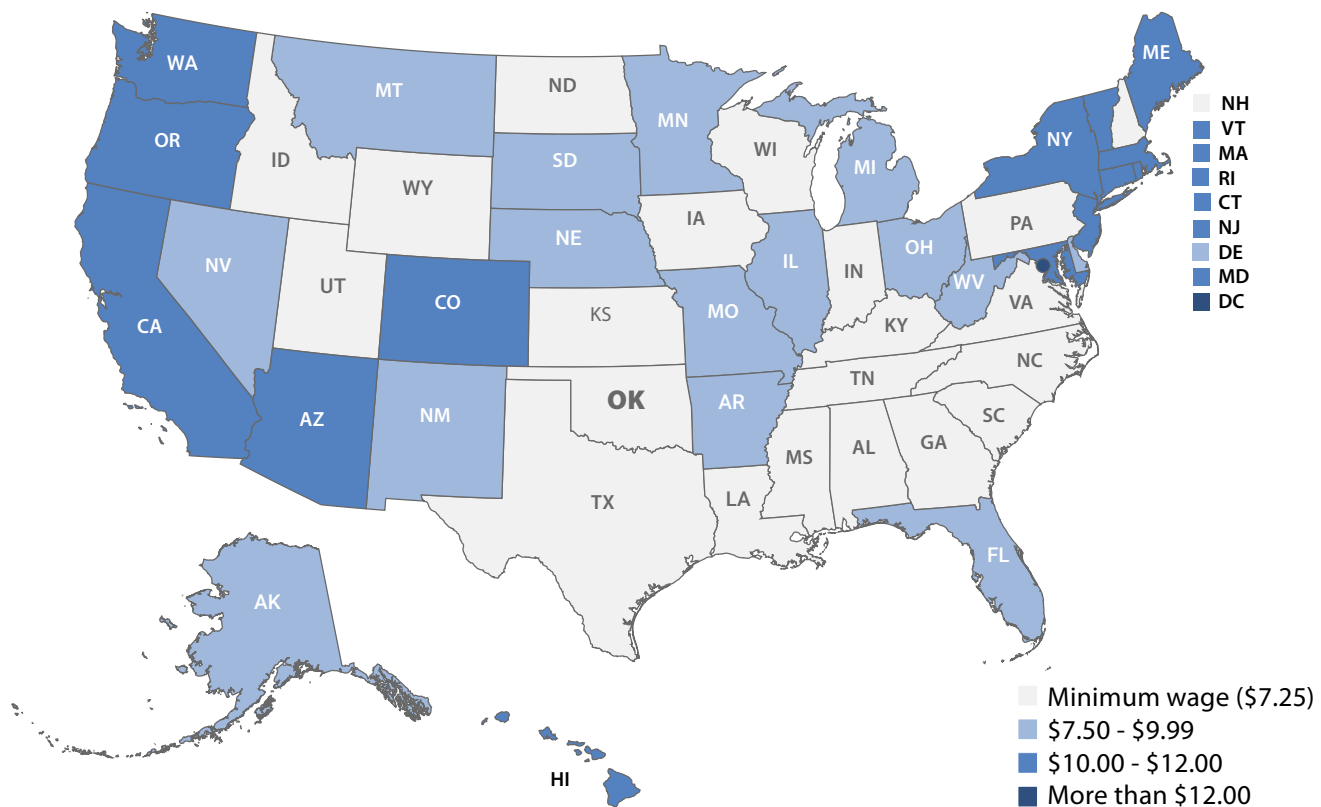 WA
MT
ND
MN
ME
OR
ID
SD
WI
MI
NY
NH
VT
MA
RI
CT
NJ
DE
MD
DC
WY
IA
PA
NV
UT
NE
IL
IN
OH
WV
CA
CO
KS
MO
KY
VA
AZ
NM
OK
AR
TN
NC
SC
TX
LA
MS
AL
GA
FL
AK
HI
Minimum wage ($7.25)
$7.50 - $9.99
$10.00 - $12.00
More than $12.00